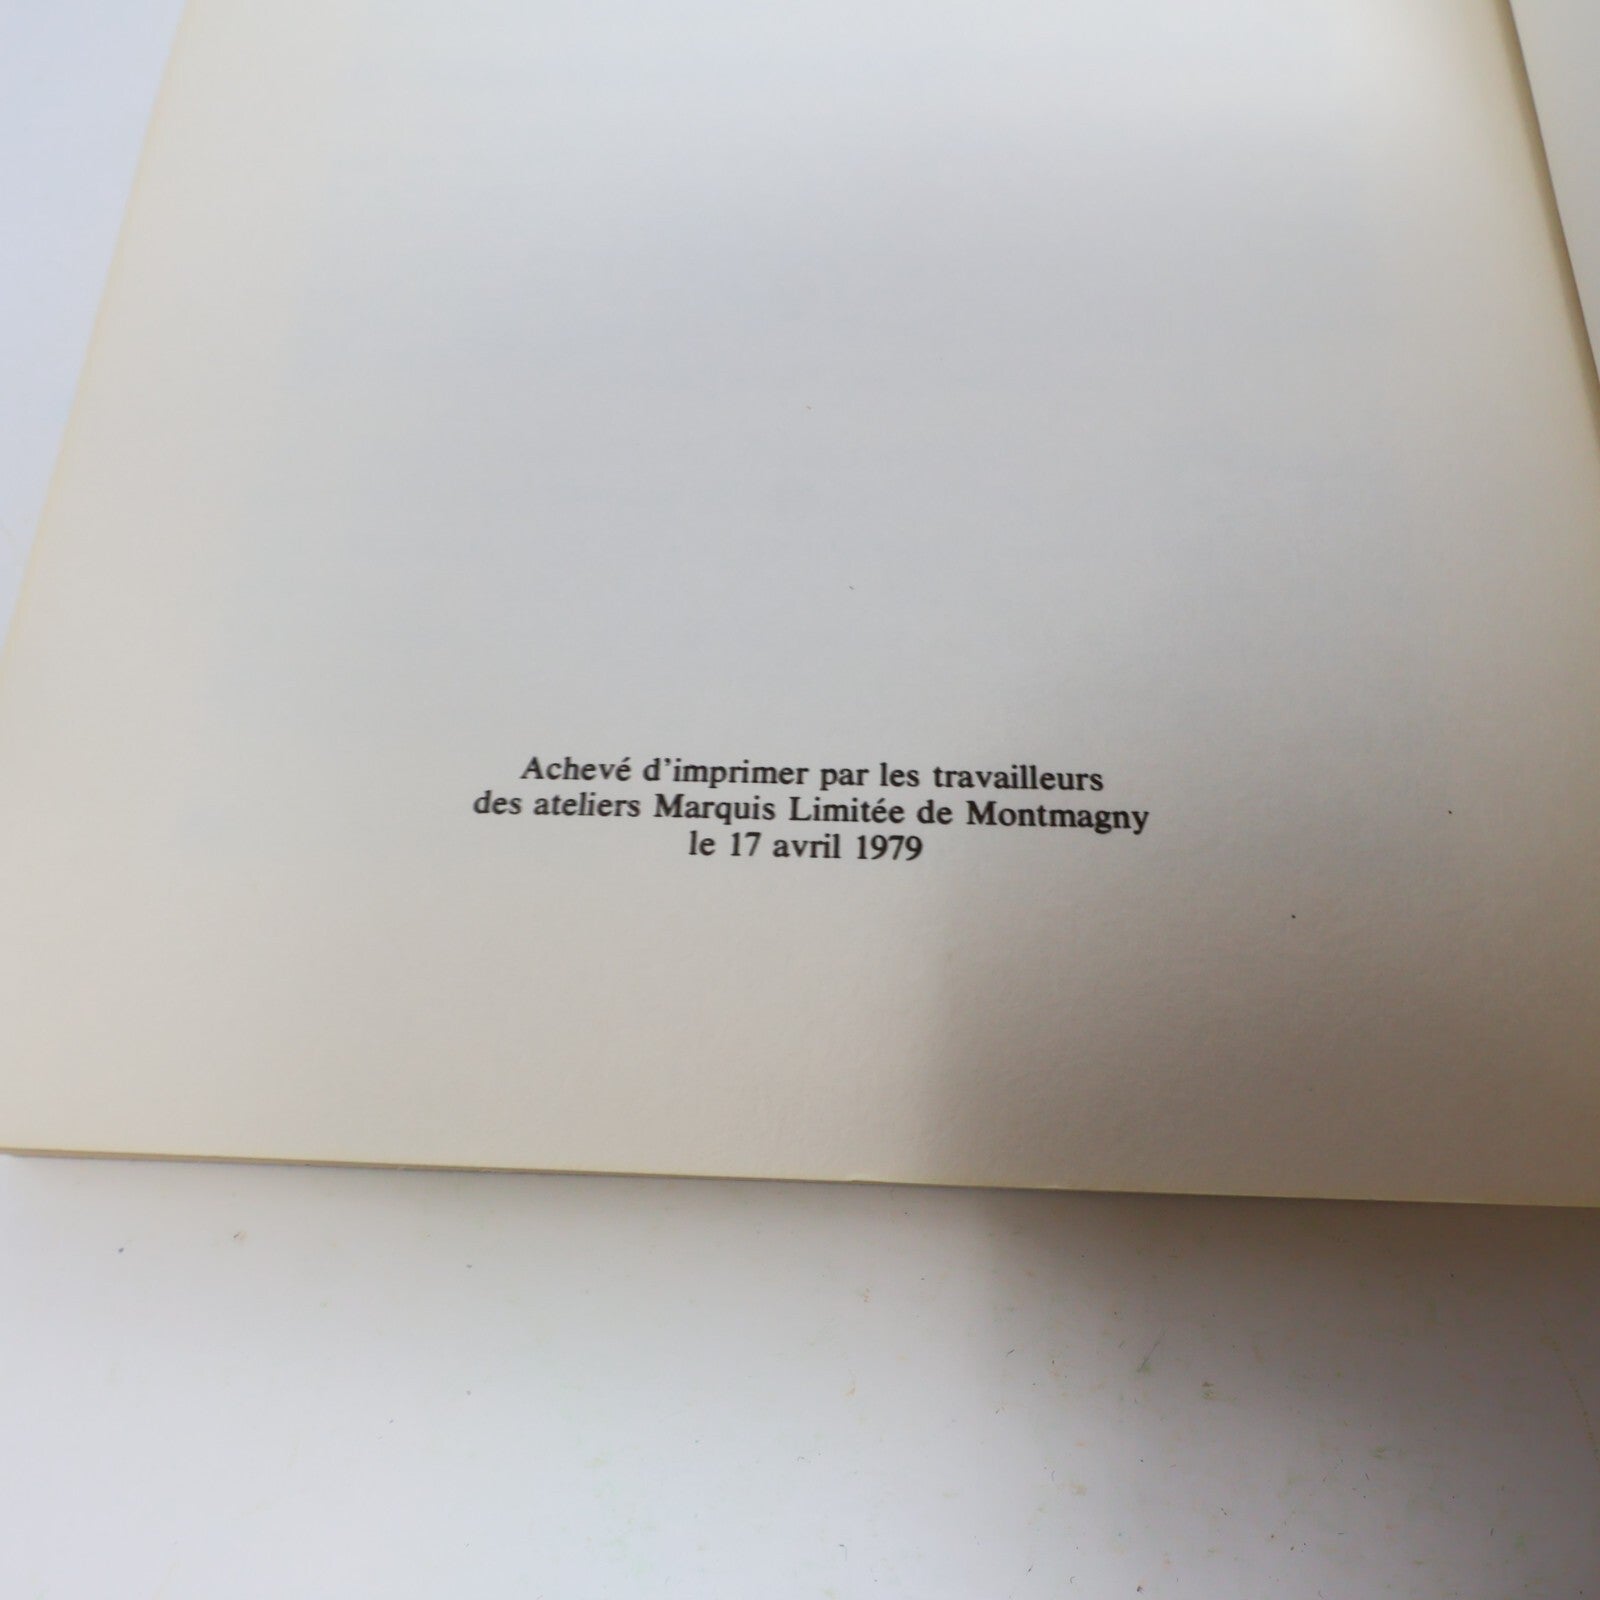 Achevé d'imprimer par les travailleurs
des ateliers Marquis Limitée de Montmagny
le 17 avril 1979